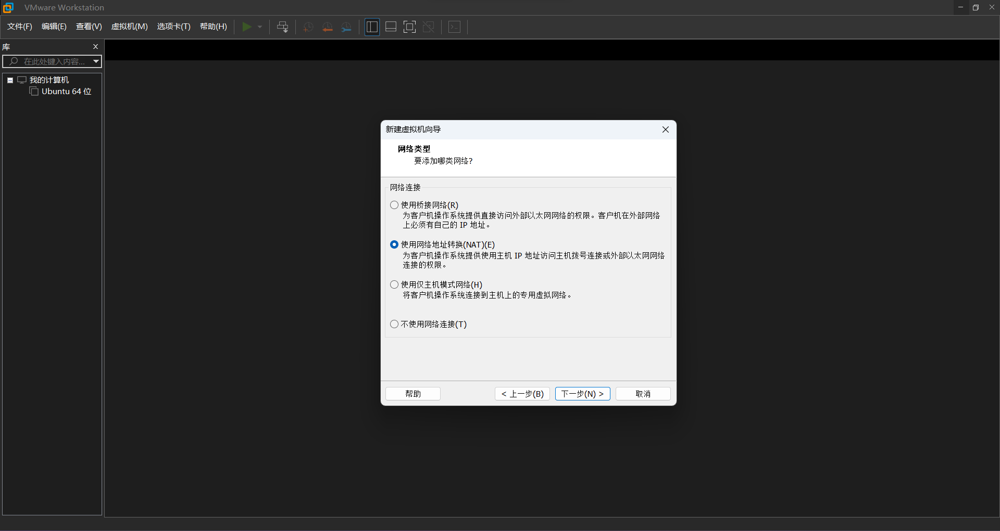 VMware Workstation
文件(F) 编辑(E) 查看(V) 虚拟机(M) 选项卡(T) 帮助(H)
库
在此处键入内容...
我的计算机
Ubuntu 64 位
新建虚拟机向导
网络类型
要添加哪类网络?
网络连接
使用桥接网络(R)
为客户机操作系统提供直接访问外部以太网网络的权限。客户机在外部网络
上必须有自己的 IP 地址。
使用网络地址转换(NAT)(E)
为客户机操作系统提供使用主机 IP 地址访问主机拨号连接或外部以太网网络
连接的权限。
使用仅主机模式网络(H)
将客户机操作系统连接到主机上的专用虚拟网络。
不使用网络连接(T)
帮助 < 上一步(B) 下一步(N) > 取消